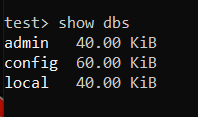 test> show dbs
admin   40.00 KiB
config  60.00 KiB
local   40.00 KiB